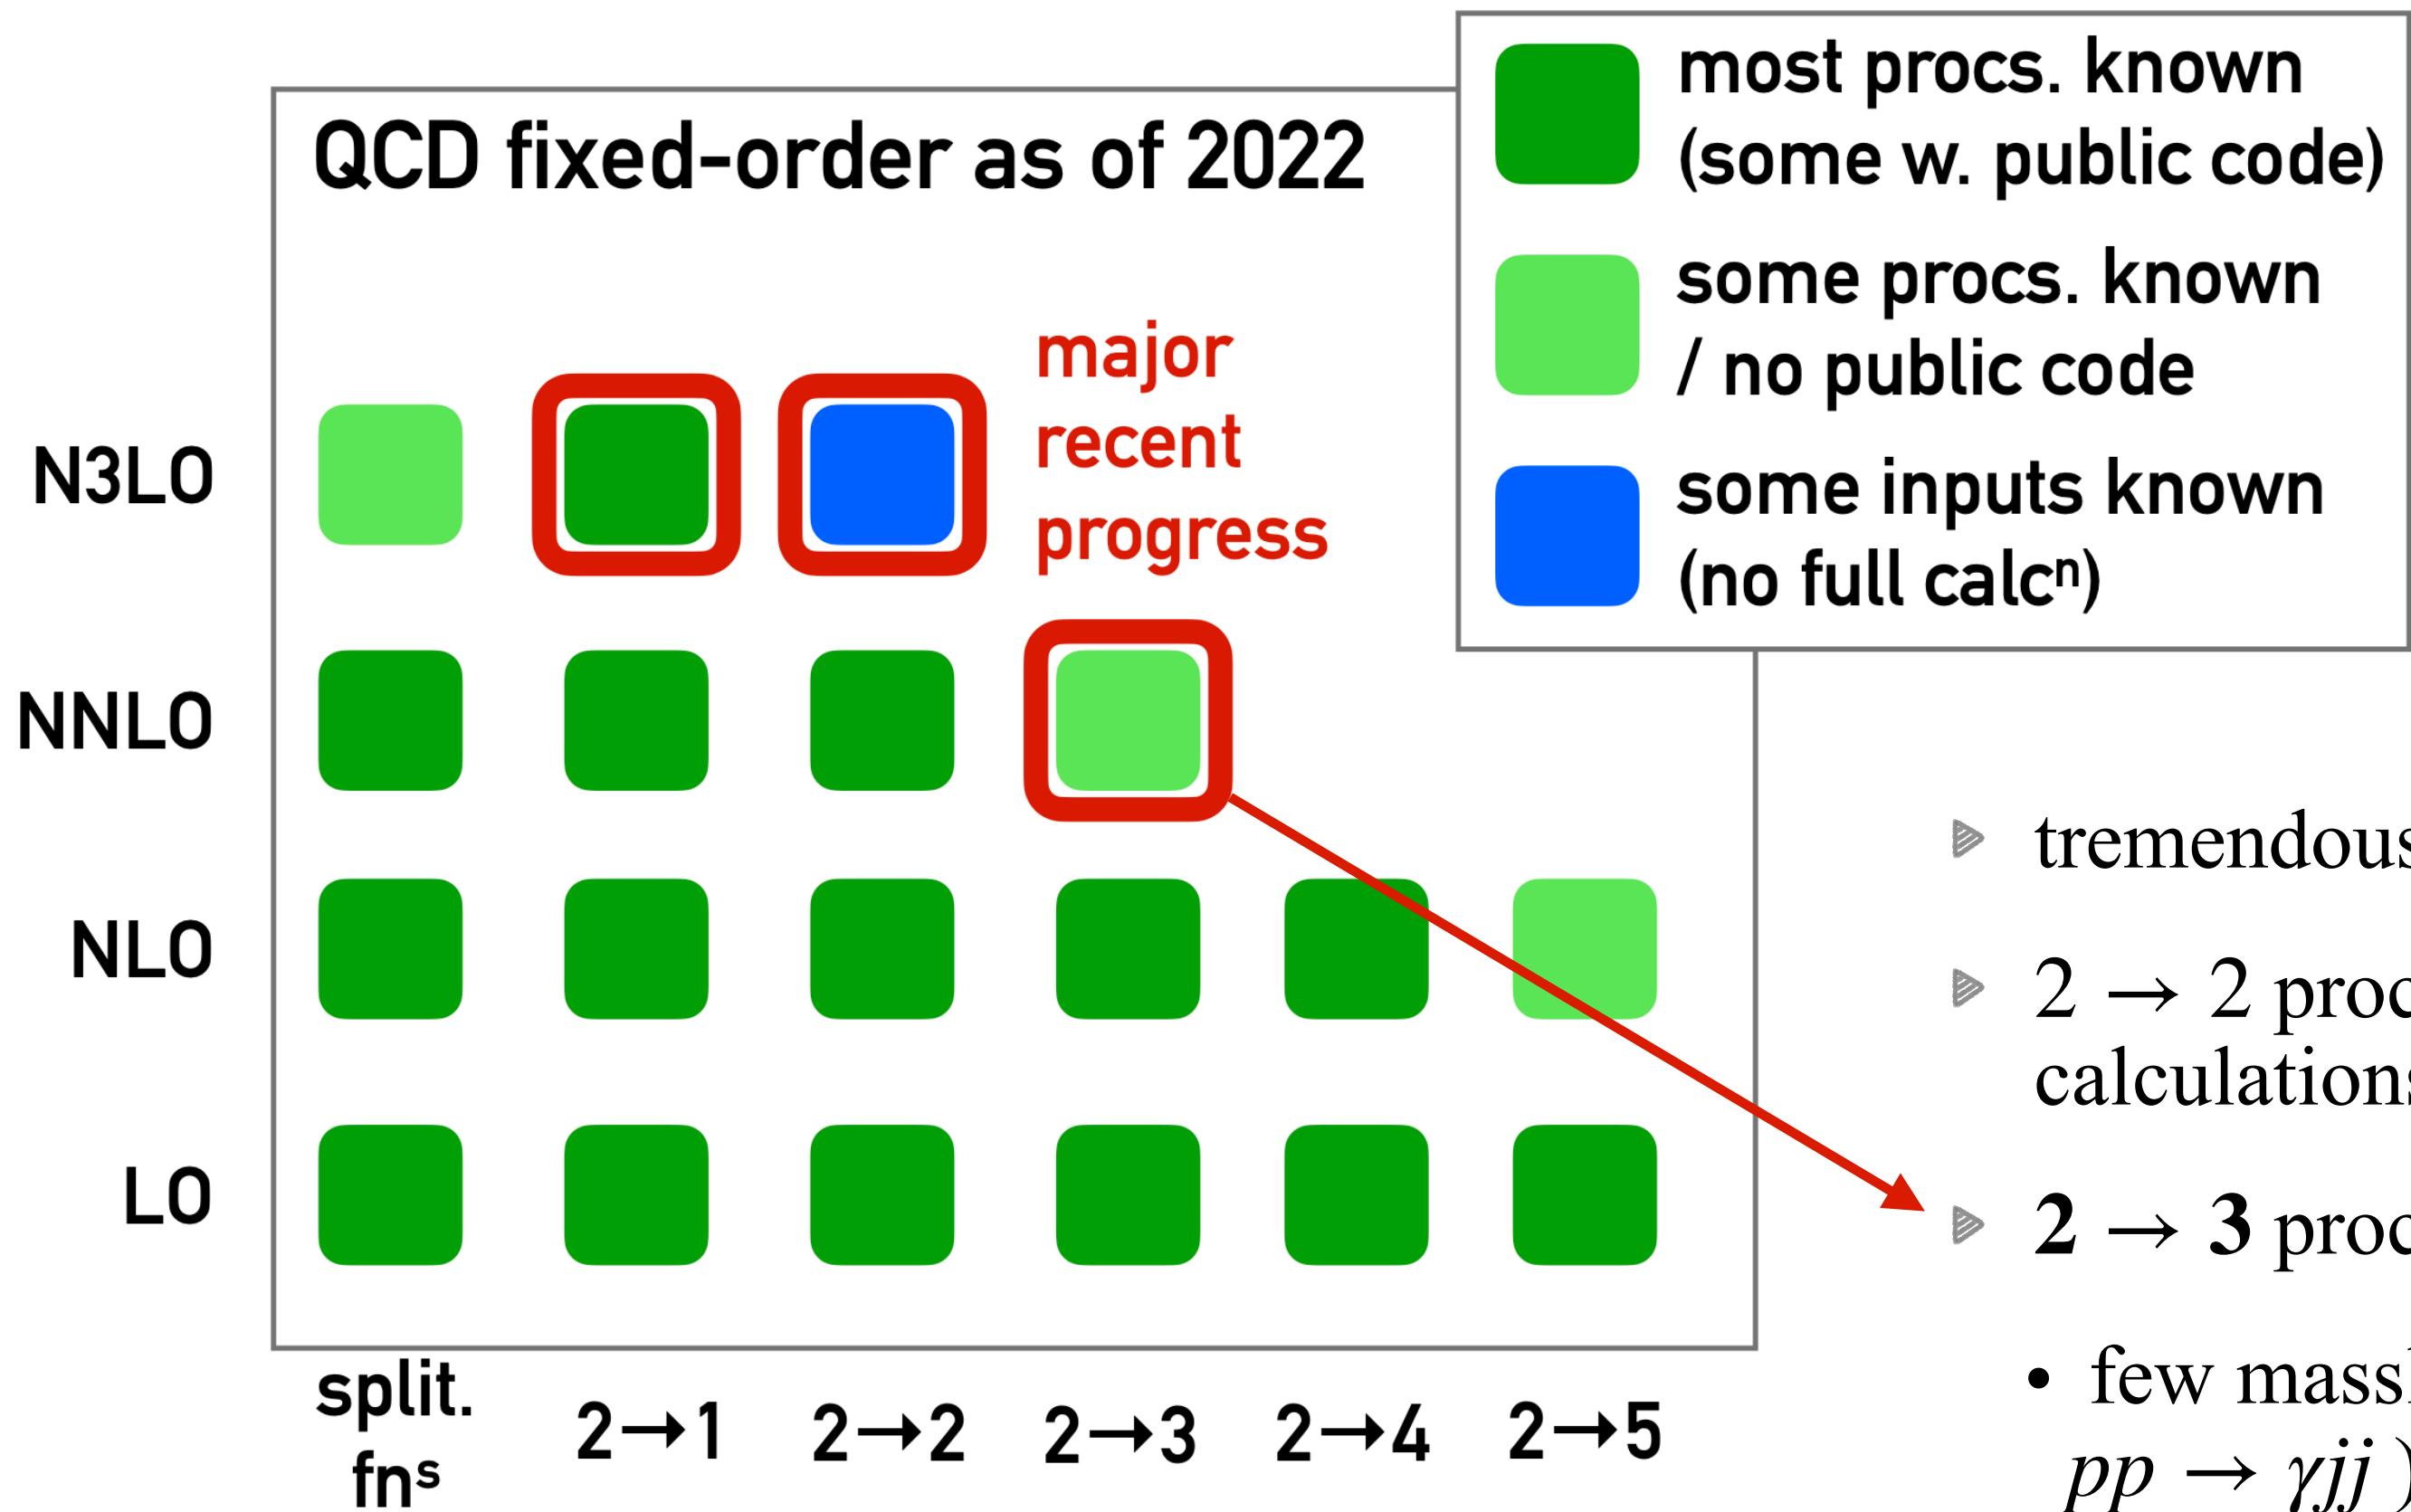 QCD fixed-order as of 2022
most procs. known
(some w. public code)
some procs. known
/ no public code
some inputs known
(no full calcⁿ)
major
recent
progress
N3LO
NNLO
NLO
LO
split.
fnˢ
2→1
2→2
2→3
2→4
2→5
tremendous
2 → 2 proc
calculations
2 → 3 proc
• few massl
pp → γjj )